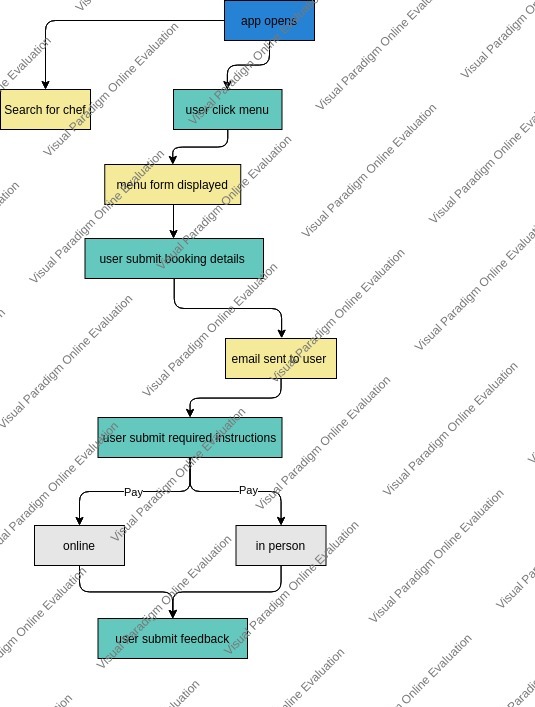 app opens
Search for chef
user click menu
menu form displayed
user submit booking details
email sent to user
user submit required instructions
Pay
Pay
online
in person
user submit feedback
Visual Paradigm Online Evaluation